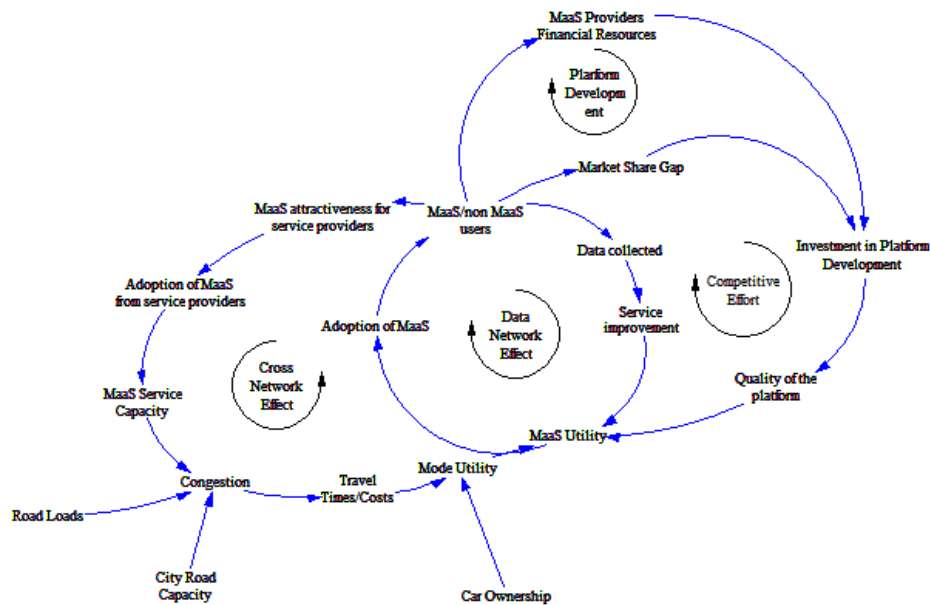 MaaS Providers
Financial Resources
Plarform
Developm
ent
Market Share Gap
MaaS attractiveness for
service providers
MaaS/non MaaS
users
Data collected
Investment in Platform
Development
Adoption of MaaS
from service providers
Competitive
Effort
Adoption of MaaS
Data
Network
Effect
Service
improvement
Cross
Network
Effect
MaaS Service
Capacity
Quality of the
platform
MaaS Utility
Mode Utility
Congestion
Travel
Times/Costs
Road Loads
City Road
Capacity
Car Ownership